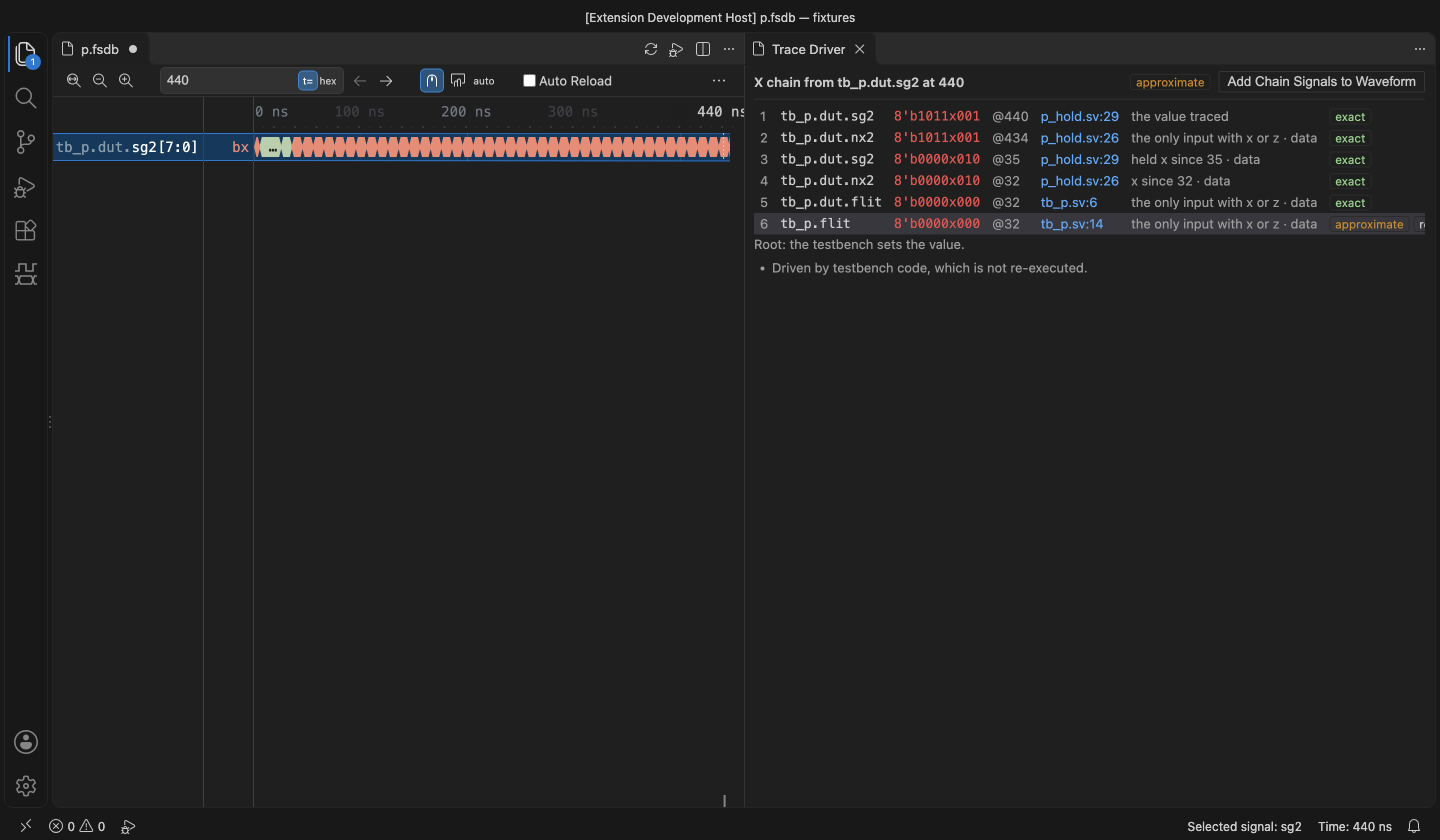 [Extension Development Host] p.fsdb — fixtures
p.fsdb
Trace Driver
1
440
t= hex
auto
Auto Reload
0 ns 100 ns 200 ns 300 ns 440 ns
tb_p.dut.sg2[7:0] bx ...
X chain from tb_p.dut.sg2 at 440 approximate Add Chain Signals to Waveform
1 tb_p.dut.sg2 8'b1011x001 @440 p_hold.sv:29 the value traced exact
2 tb_p.dut.nx2 8'b1011x001 @434 p_hold.sv:26 the only input with x or z · data exact
3 tb_p.dut.sg2 8'b0000x010 @35 p_hold.sv:29 held x since 35 · data exact
4 tb_p.dut.nx2 8'b0000x010 @32 p_hold.sv:26 x since 32 · data exact
5 tb_p.dut.flit 8'b0000x000 @32 tb_p.sv:6 the only input with x or z · data exact
6 tb_p.flit 8'b0000x000 @32 tb_p.sv:14 the only input with x or z · data approximate
Root: the testbench sets the value.
• Driven by testbench code, which is not re-executed.
0 0
Selected signal: sg2 Time: 440 ns